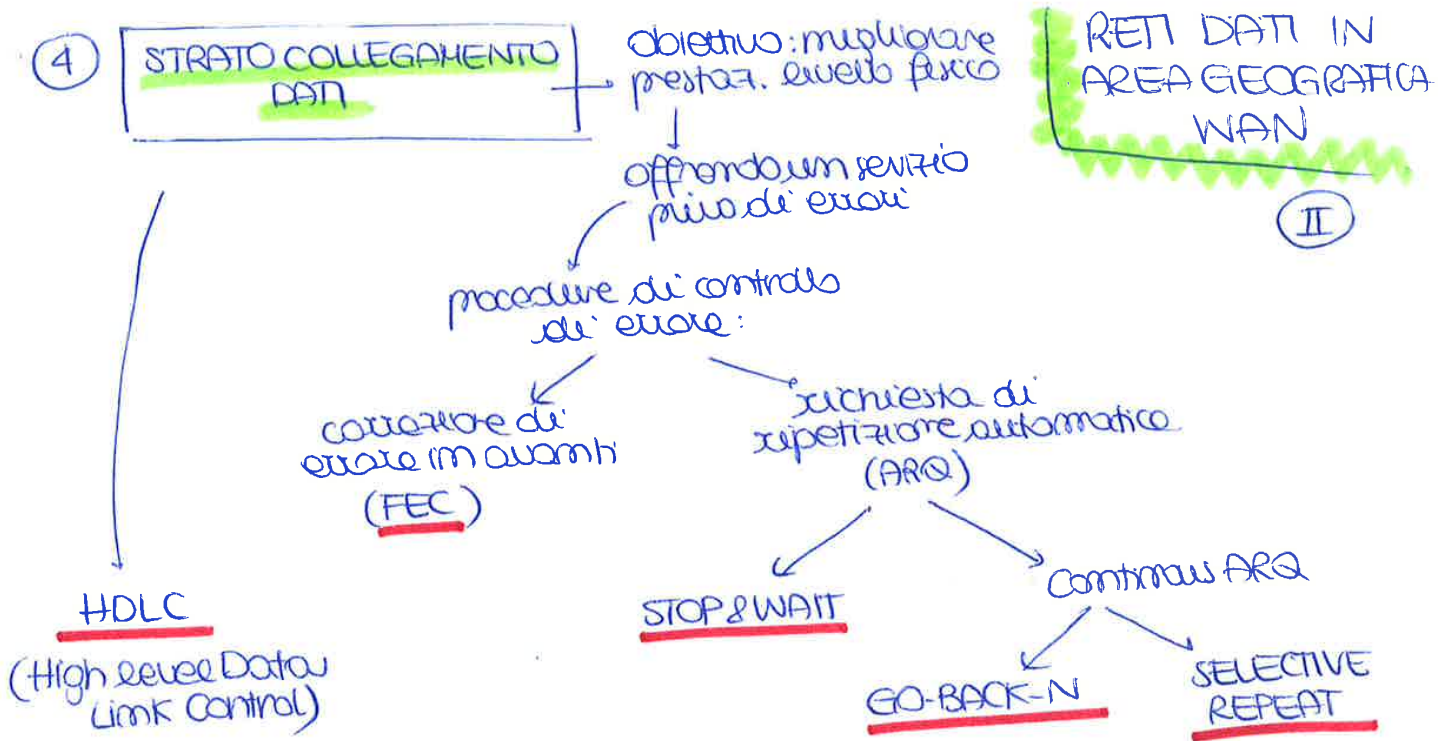 4
STRATO COLLEGAMENTO
DATI
obiettivo: migliorare
prestaz. livello fisico
offrendo un servizio
privo di errori
RETI DATI IN
AREA GEOGRAFICA
WAN
II
procedure di controllo
di errore:
correzione di
errore in avanti
(FEC)
richiesta di
ripetizione automatica
(ARQ)
HDLC
(High level Data
Link Control)
STOP&WAIT
Continous ARQ
GO-BACK-N
SELECTIVE
REPEAT